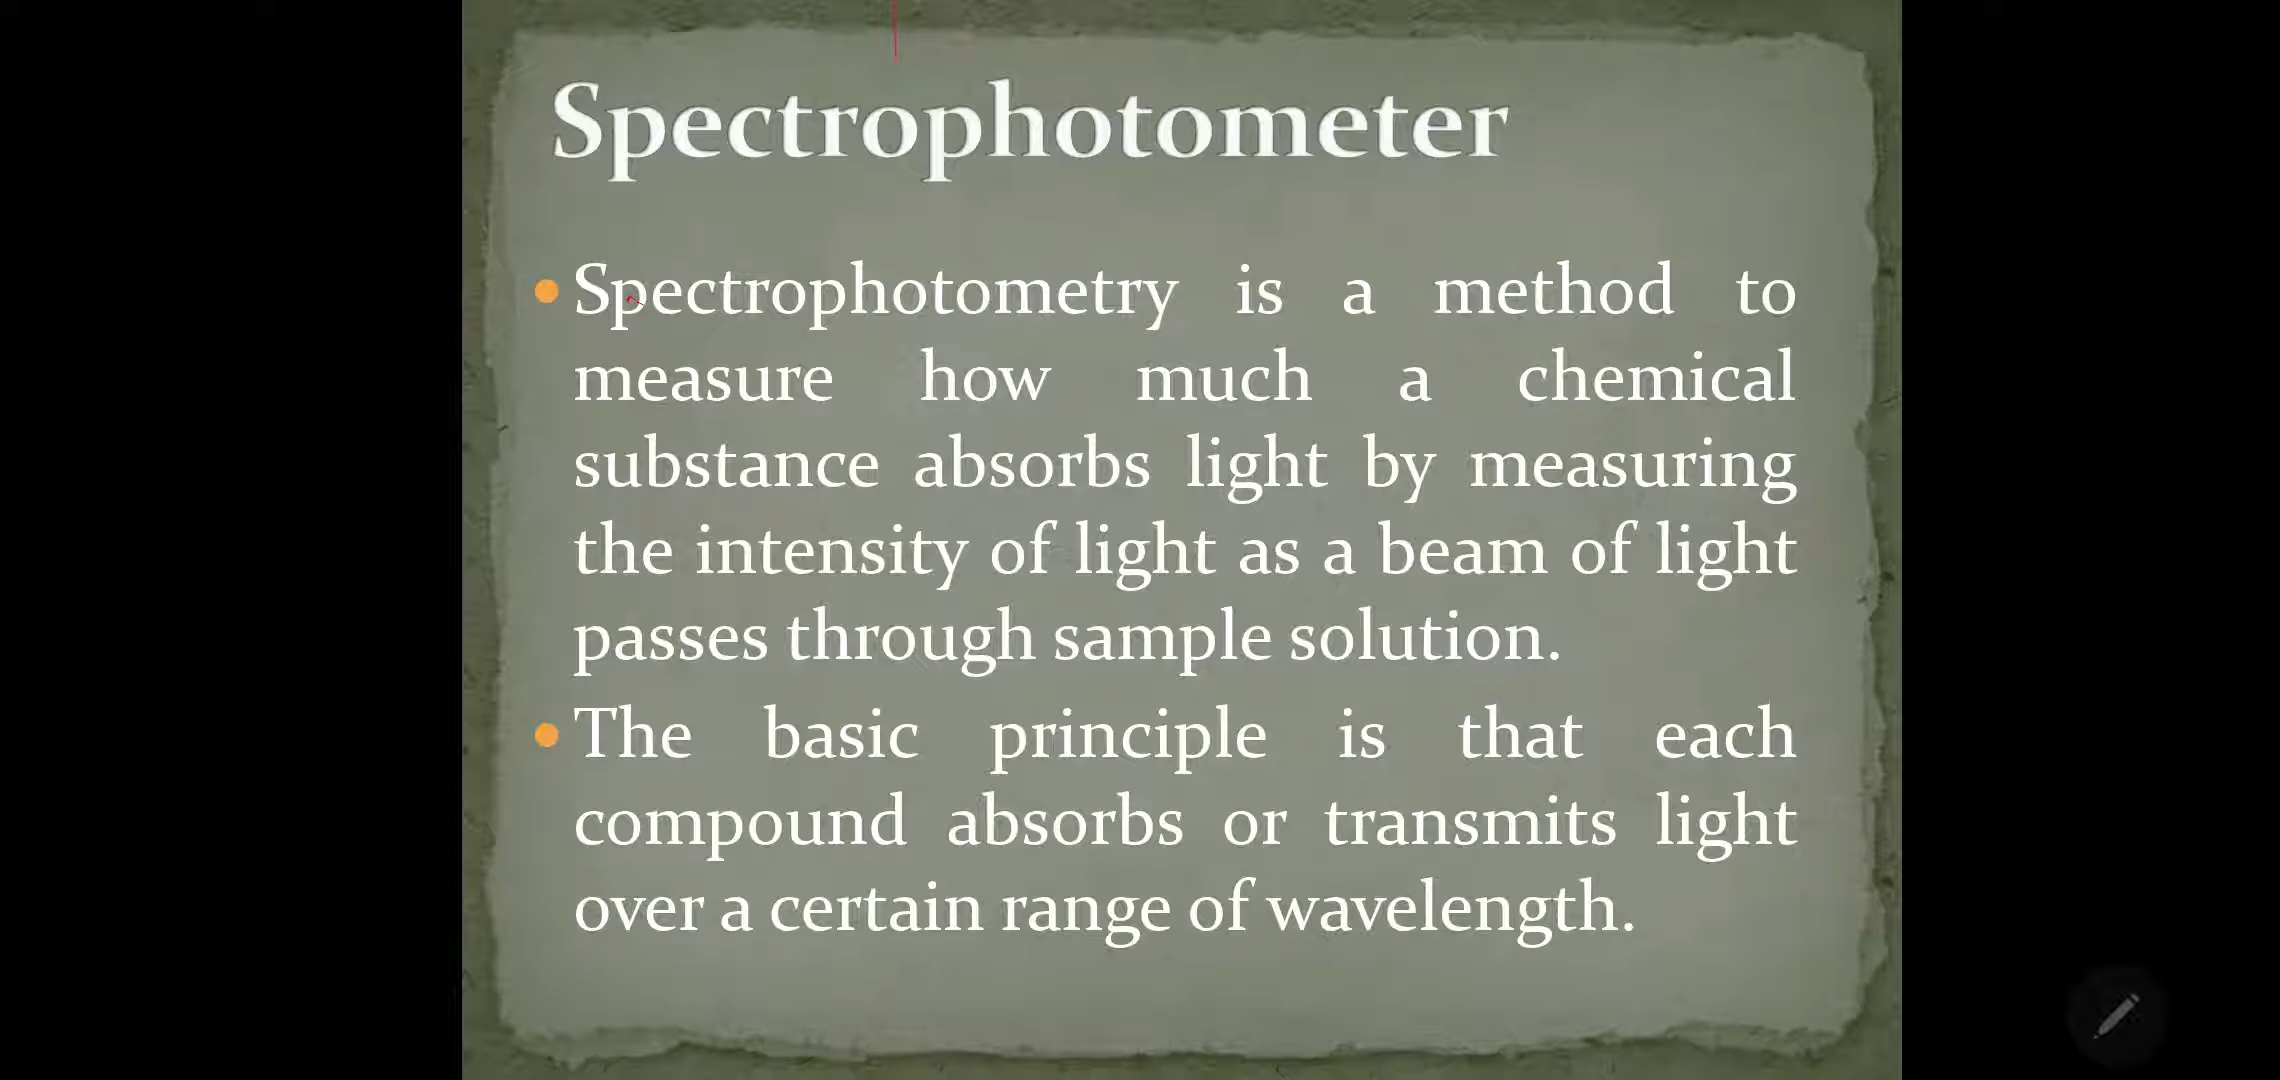 Spectrophotometer
Spectrophotometry is a method to
measure how much a chemical
substance absorbs light by measuring
the intensity of light as a beam of light
passes through sample solution.
The basic principle is that each
compound absorbs or transmits light
over a certain range of wavelength.